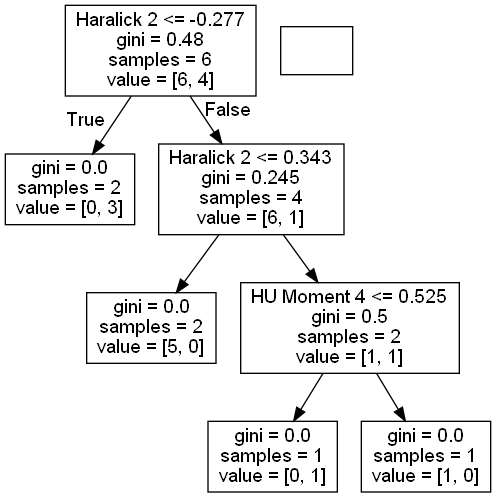 Haralick 2 <= -0.277
gini = 0.48
samples = 6
value = [6, 4]
True
False
gini = 0.0
samples = 2
value = [0, 3]
Haralick 2 <= 0.343
gini = 0.245
samples = 4
value = [6, 1]
gini = 0.0
samples = 2
value = [5, 0]
HU Moment 4 <= 0.525
gini = 0.5
samples = 2
value = [1, 1]
gini = 0.0
samples = 1
value = [0, 1]
gini = 0.0
samples = 1
value = [1, 0]